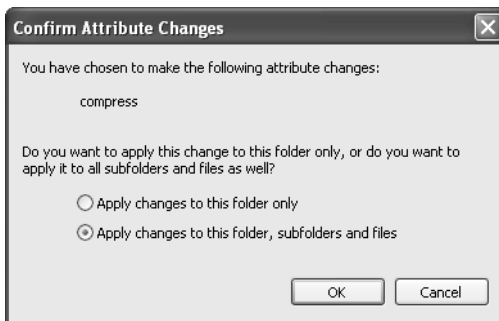 Confirm Attribute Changes
You have chosen to make the following attribute changes:
compress
Do you want to apply this change to this folder only, or do you want to
apply it to all subfolders and files as well?
Apply changes to this folder only
Apply changes to this folder, subfolders and files
OK Cancel